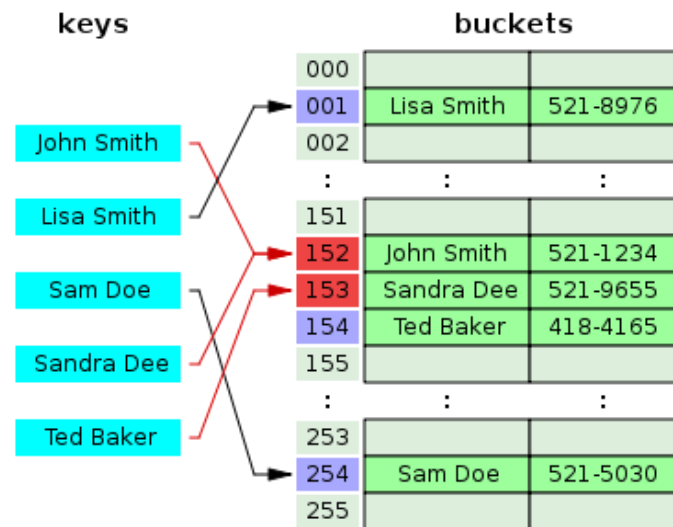 keys
buckets
John Smith
Lisa Smith
Sam Doe
Sandra Dee
Ted Baker
000
001 Lisa Smith 521-8976
002
: : :
151
152 John Smith 521-1234
153 Sandra Dee 521-9655
154 Ted Baker 418-4165
155
: : :
253
254 Sam Doe 521-5030
255